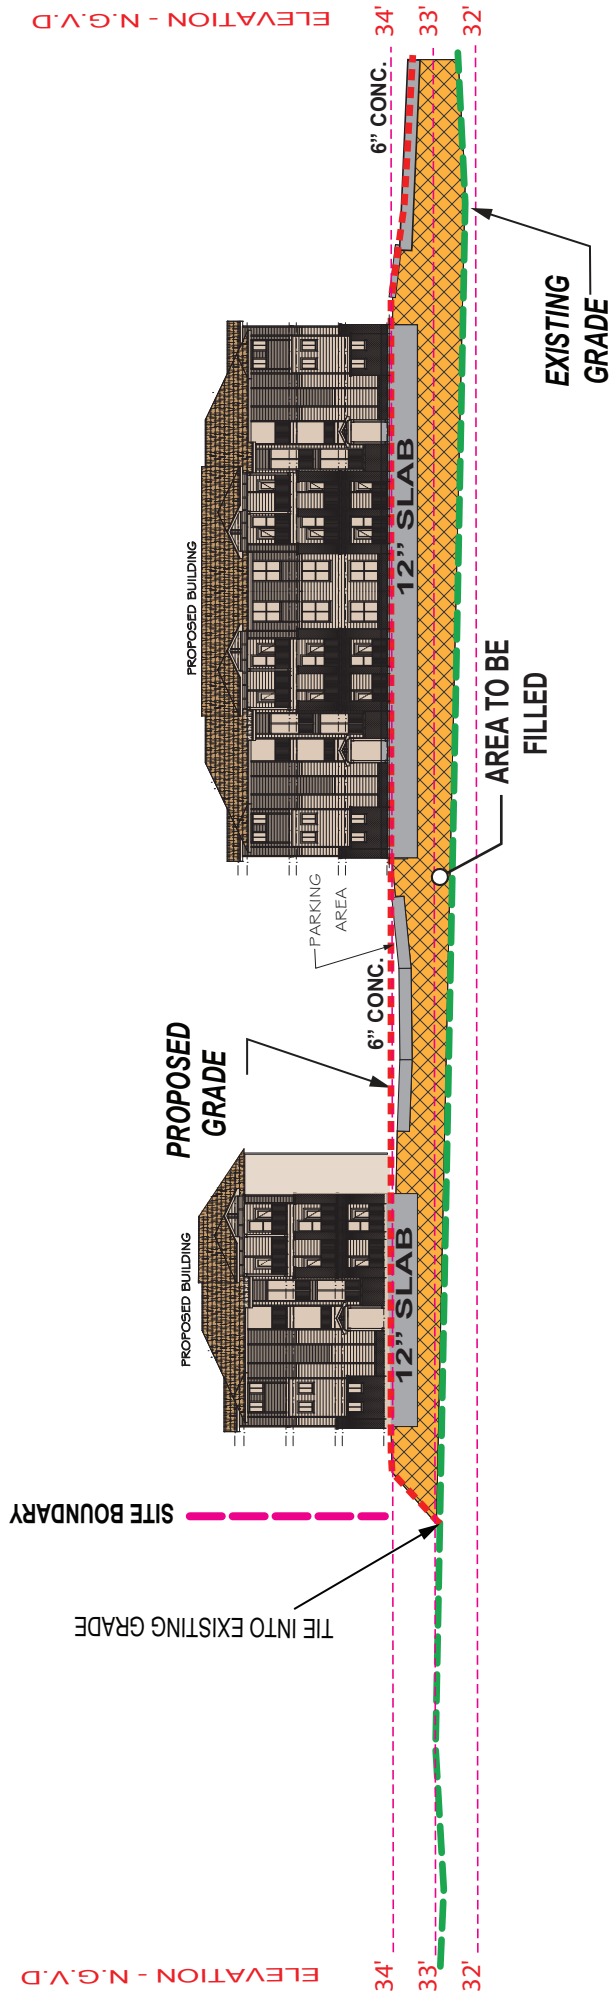 ELEVATION - N.G.V.D
34'
33'
32'
6" CONC.
EXISTING
GRADE
PROPOSED BUILDING
12" SLAB
AREA TO BE
FILLED
PARKING
AREA
6" CONC.
PROPOSED
GRADE
PROPOSED BUILDING
12" SLAB
SITE BOUNDARY
TIE INTO EXISTING GRADE
ELEVATION - N.G.V.D
34'
33'
32'